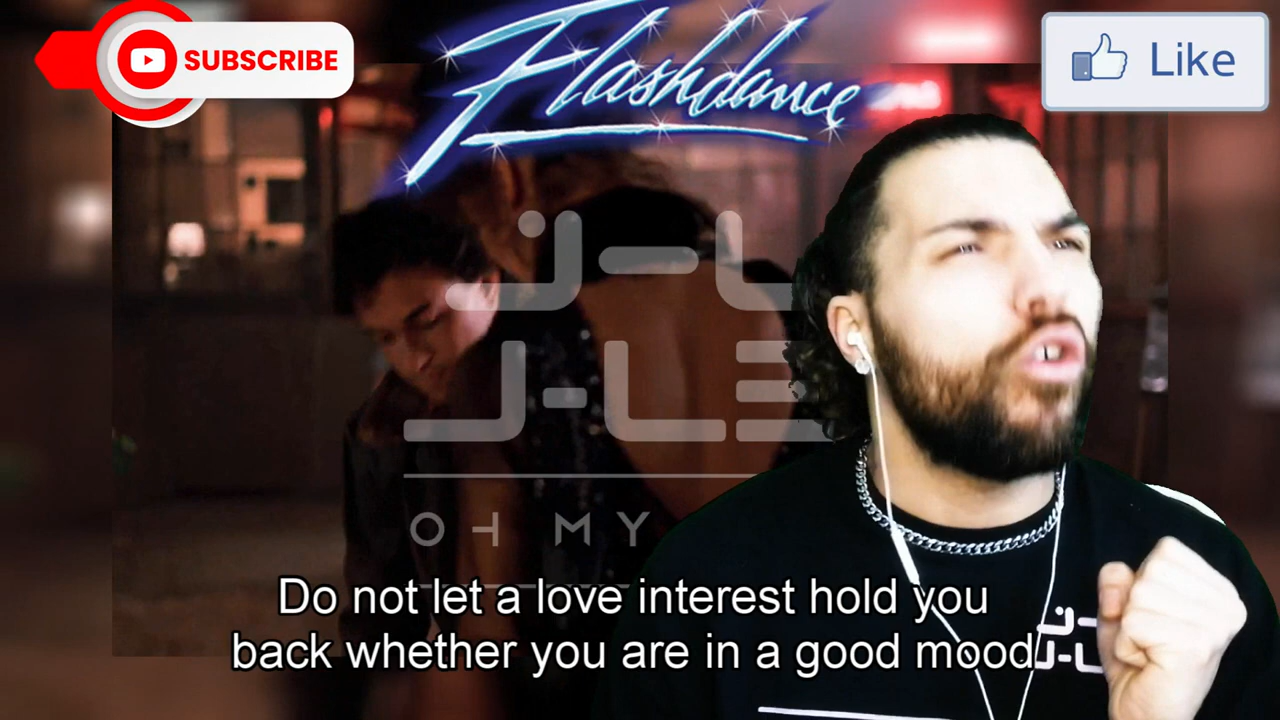 SUBSCRIBE
Flashdance
Like
OH MY
Do not let a love interest hold you
back whether you are in a good mood